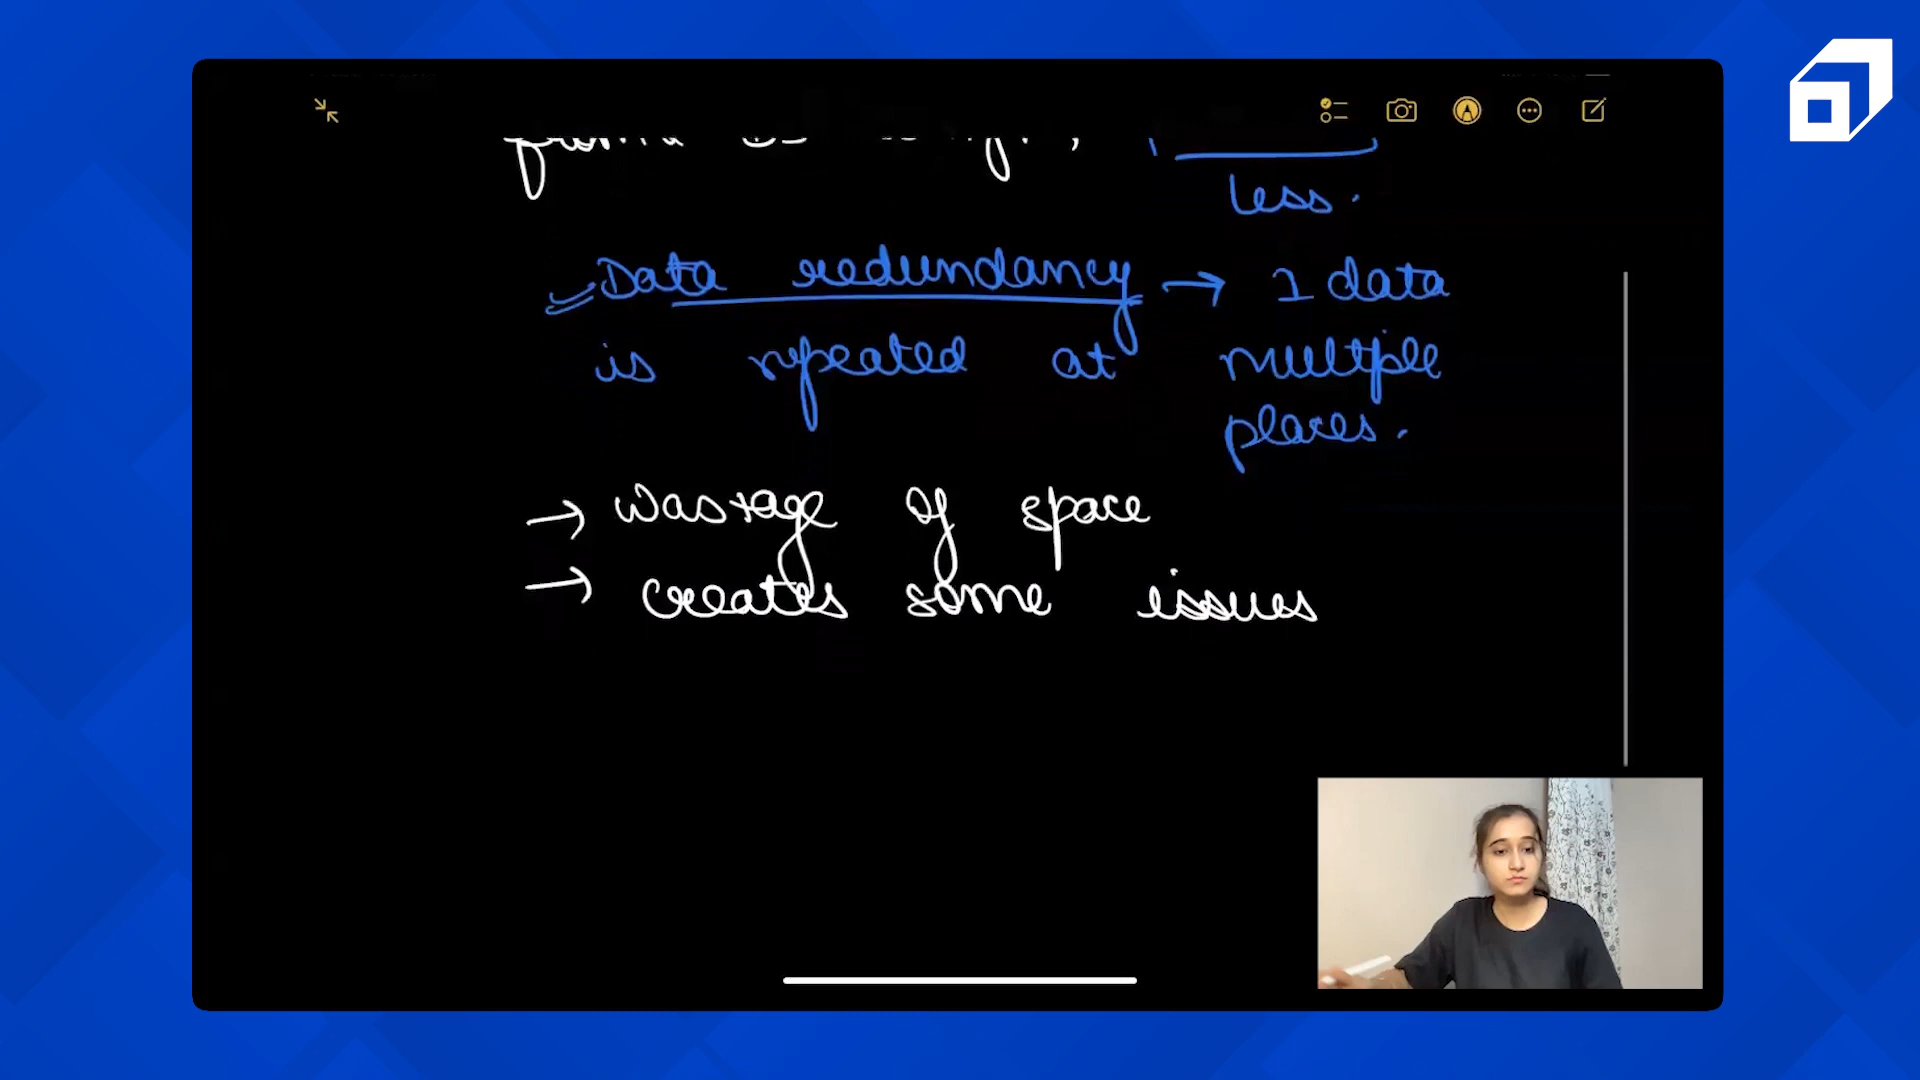 less.
Data redundancy → 1 data
is repeated at multiple
places.
→ Wastage of space
→ creates some issues